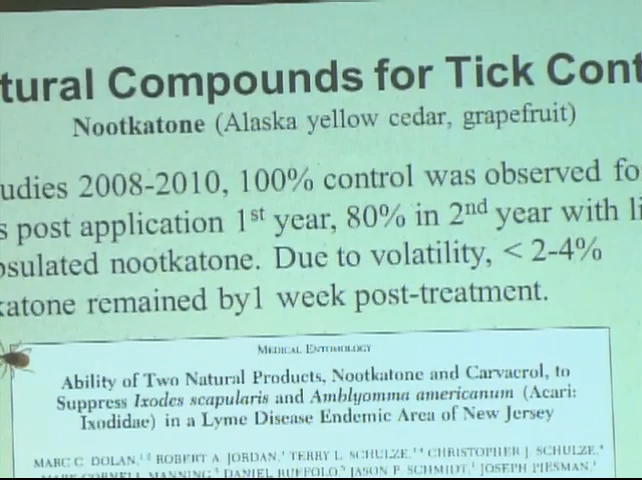 tural Compounds for Tick Cont
Nootkatone (Alaska yellow cedar, grapefruit)
udies 2008-2010, 100% control was observed fo
s post application 1st year, 80% in 2nd year with li
psulated nootkatone. Due to volatility, < 2-4%
katone remained by1 week post-treatment.
MEDICAL ENTOMOLOGY
Ability of Two Natural Products, Nootkatone and Carvacrol, to
Suppress Ixodes scapularis and Amblyomma americanum (Acari:
Ixodidae) in a Lyme Disease Endemic Area of New Jersey
MARC C. DOLAN, ROBERT A. JORDAN, TERRY L. SCHULZE, CHRISTOPHER J. SCHULZE,
MANNING, DANIEL RUFFOLO, JASON P. SCHMIDT, JOSEPH PIESMAN,